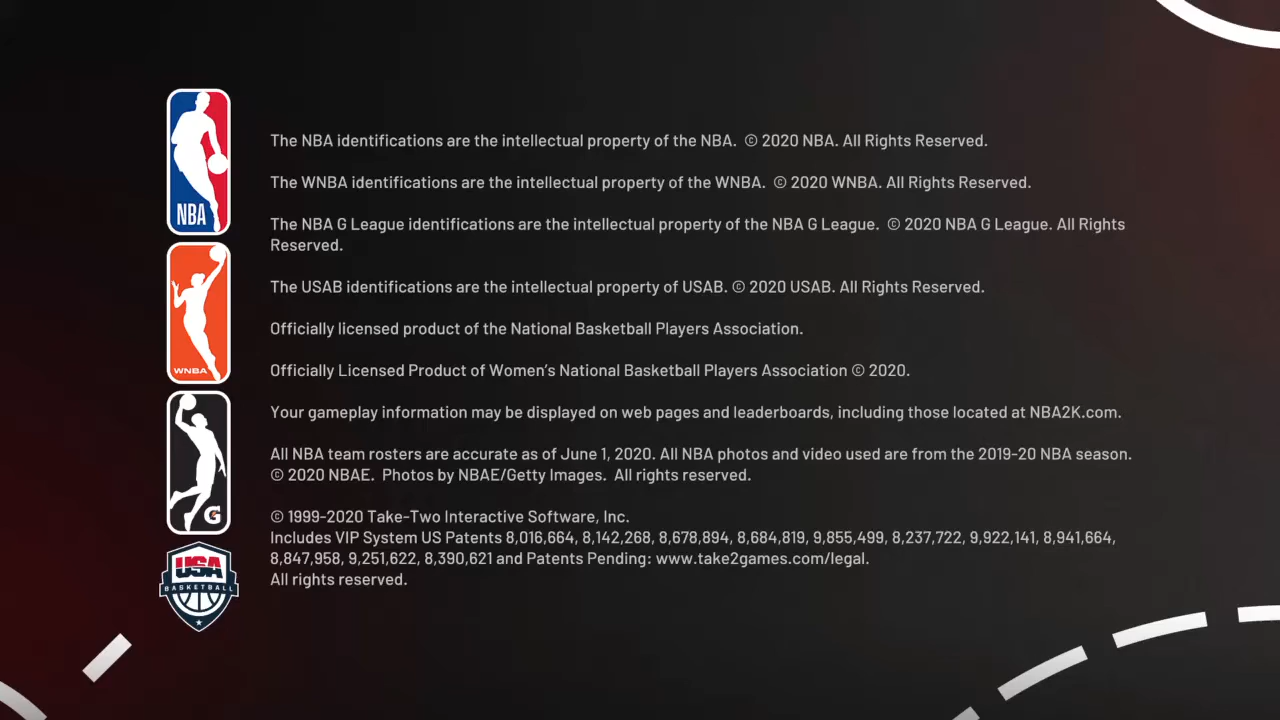 NBA
The NBA identifications are the intellectual property of the NBA. © 2020 NBA. All Rights Reserved.
The WNBA identifications are the intellectual property of the WNBA. © 2020 WNBA. All Rights Reserved.
The NBA G League identifications are the intellectual property of the NBA G League. © 2020 NBA G League. All Rights
Reserved.
The USAB identifications are the intellectual property of USAB. © 2020 USAB. All Rights Reserved.
Officially licensed product of the National Basketball Players Association.
WNBA
Officially Licensed Product of Women's National Basketball Players Association © 2020.
Your gameplay information may be displayed on web pages and leaderboards, including those located at NBA2K.com.
All NBA team rosters are accurate as of June 1, 2020. All NBA photos and video used are from the 2019-20 NBA season.
© 2020 NBAE. Photos by NBAE/Getty Images. All rights reserved.
G
© 1999-2020 Take-Two Interactive Software, Inc.
Includes VIP System US Patents 8,016,664, 8,142,268, 8,678,894, 8,684,819, 9,855,499, 8,237,722, 9,922,141, 8,941,664,
8,847,958, 9,251,622, 8,390,621 and Patents Pending: www.take2games.com/legal.
All rights reserved.
USA
BASKETBALL